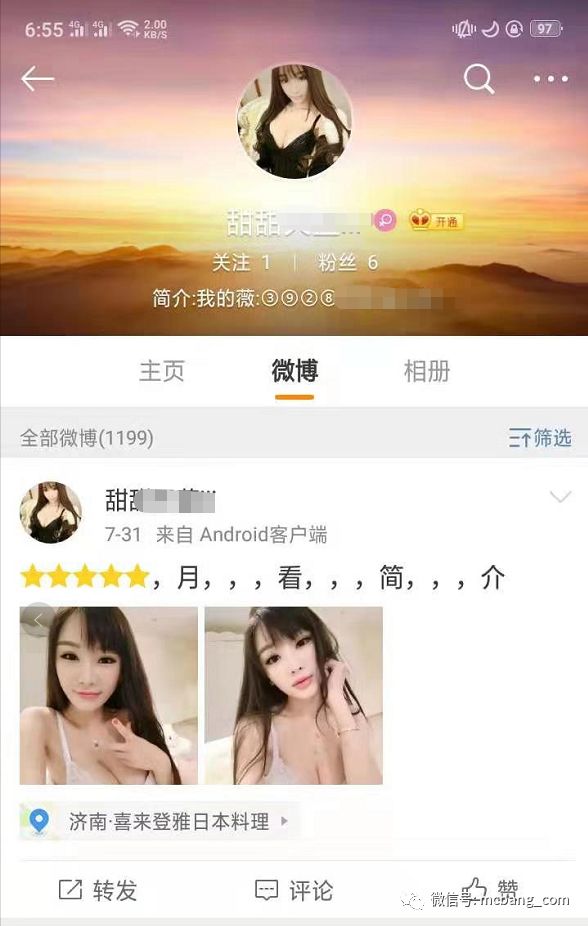 6:55 4G 4G 2.00 KB/S 97
甜甜
开通
关注 1 | 粉丝 6
简介:我的薇:③⑨②⑧
主页 微博 相册
全部微博(1199) 筛选
甜甜
7-31 来自 Android客户端
⭐⭐⭐⭐⭐，月，，，看，，，简，，，介
济南·喜来登雅日本料理
转发 评论 赞
微信号: mcbang_com